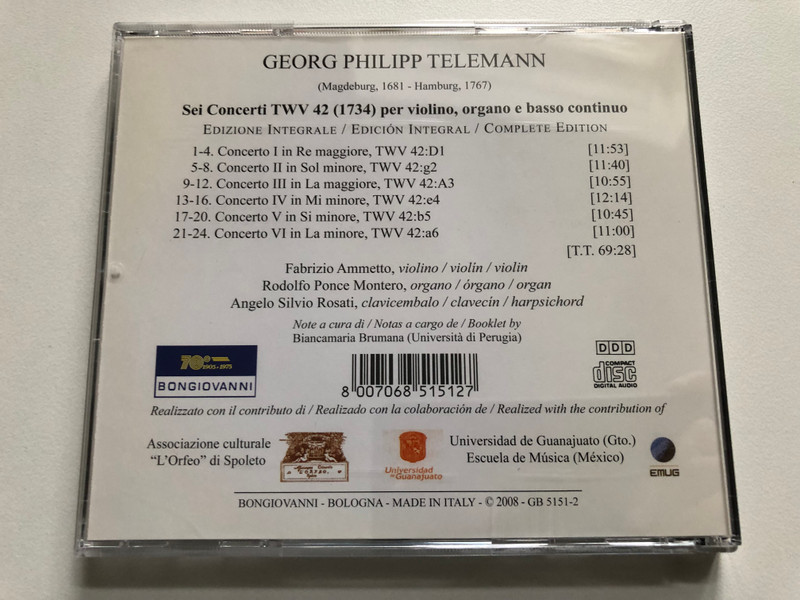 GEORG PHILIPP TELEMANN
(Magdeburg, 1681 - Hamburg, 1767)
Sei Concerti TWV 42 (1734) per violino, organo e basso continuo
EDIZIONE INTEGRALE / EDICIÓN INTEGRAL / COMPLETE EDITION
1-4. Concerto I in Re maggiore, TWV 42:D1 [11:53]
5-8. Concerto II in Sol minore, TWV 42:g2 [11:40]
9-12. Concerto III in La maggiore, TWV 42:A3 [10:55]
13-16. Concerto IV in Mi minore, TWV 42:e4 [12:14]
17-20. Concerto V in Si minore, TWV 42:b5 [10:45]
21-24. Concerto VI in La minore, TWV 42:a6 [11:00]
[T.T. 69:28]
Fabrizio Ammetto, violino / violín / violin
Rodolfo Ponce Montero, organo / órgano / organ
Angelo Silvio Rosati, clavicembalo / clavecín / harpsichord
Note a cura di / Notas a cargo de / Booklet by
Biancamaria Brumana (Università di Perugia)
70° 1905-1975
BONGIOVANNI
8 007068 515127
DDD
COMPACT
disc
DIGITAL AUDIO
Realizzato con il contributo di / Realizado con la colaboración de / Realized with the contribution of
Associazione culturale
“L’Orfeo” di Spoleto
Universidad
de Guanajuato
Universidad de Guanajuato (Gto.)
Escuela de Música (México)
EMUG
BONGIOVANNI - BOLOGNA - MADE IN ITALY - © 2008 - GB 5151-2